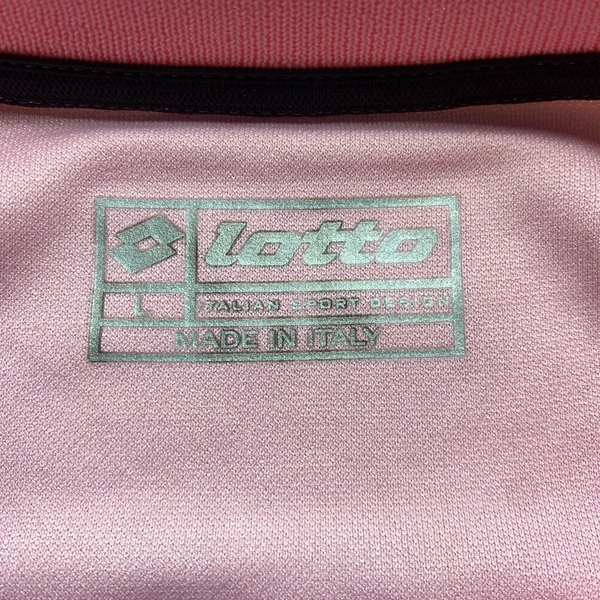 lotto
L
ITALIAN SPORT DESIGN
MADE IN ITALY